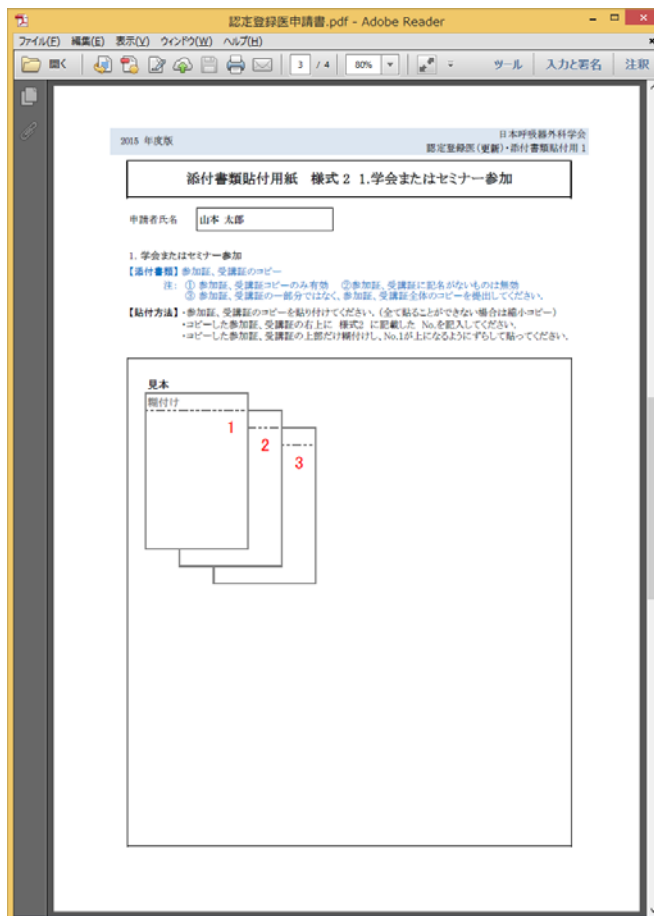 認定登録医申請書.pdf - Adobe Reader
ファイル(F) 編集(E) 表示(V) ウィンドウ(W) ヘルプ(H)
開く 3 / 4 80% ツール 入力と署名 注釈
2015 年度版
日本呼吸器外科学会
認定登録医(更新)・添付書類貼付用 1
添付書類貼付用紙 様式 2 1.学会またはセミナー参加
申請者氏名 山本 太郎
1. 学会またはセミナー参加
【添付書類】参加証、受講証のコピー
注: ① 参加証、受講証コピーのみ有効 ②参加証、受講証に記名がないものは無効
③ 参加証、受講証の一部分ではなく、参加証、受講証全体のコピーを提出してください.
【貼付方法】・参加証、受講証のコピーを貼り付けてください. (全て貼ることができない場合は縮小コピー)
・コピーした参加証、受講証の右上に 様式2 に記載した No.を記入してください.
・コピーした参加証、受講証の上部だけ糊付けし、No.1が上になるようにずらして貼ってください.
見本
糊付け
1
2
3